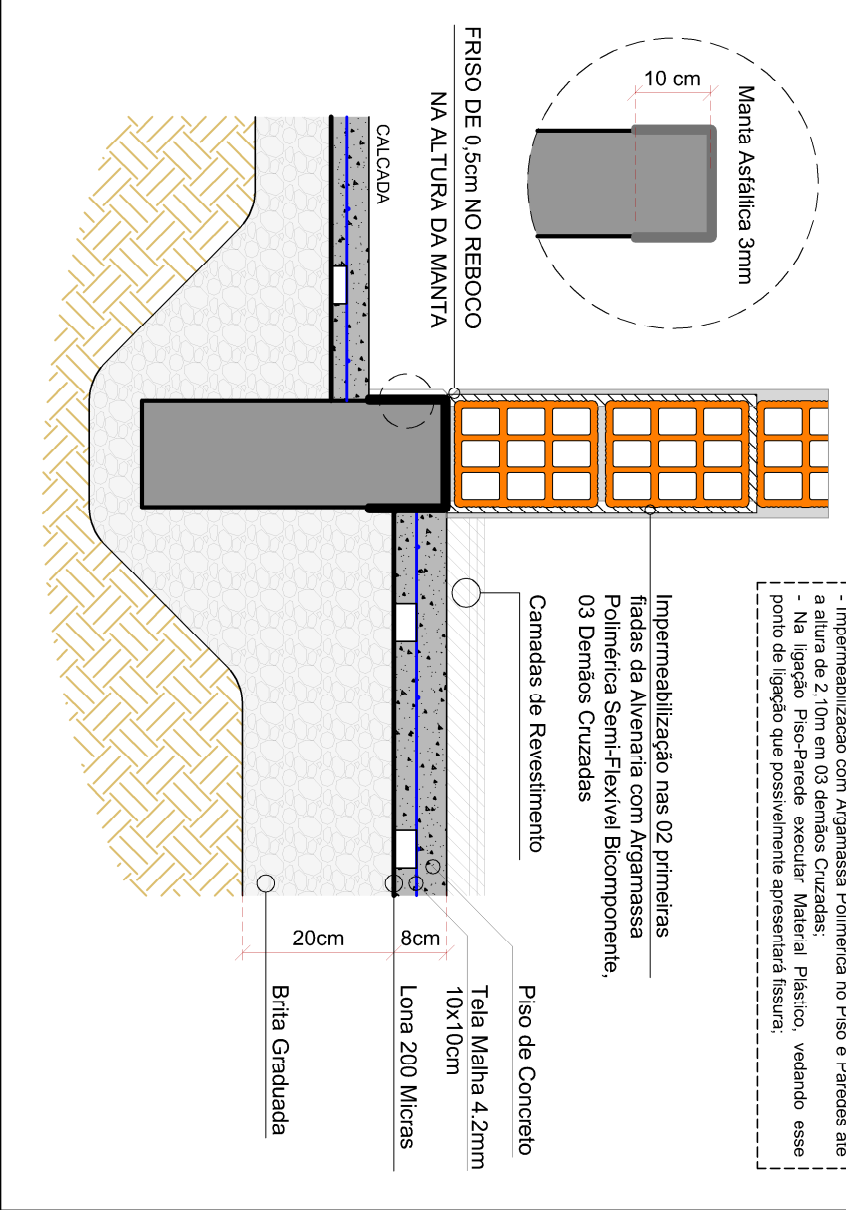 - Impermeabilizacao com Argamassa Polimerica no Piso e Paredes até
a altura de 2,10m em 03 demãos Cruzadas;
- Na ligação Piso-Parede executar Material Plástico, vedando esse
ponto de ligação que possivelmente apresentará fissura;
Manta Asfáltica 3mm
10 cm
FRISO DE 0,5cm NO REBOCO
NA ALTURA DA MANTA
CALCADA
Impermeabilização nas 02 primeiras
fiadas da Alvenaria com Argamassa
Polimérica Semi-Flexível Bicomponente,
03 Demãos Cruzadas
Camadas de Revestimento
20cm
8cm
Piso de Concreto
Tela Malha 4.2mm
10x10cm
Lona 200 Micras
Brita Graduada